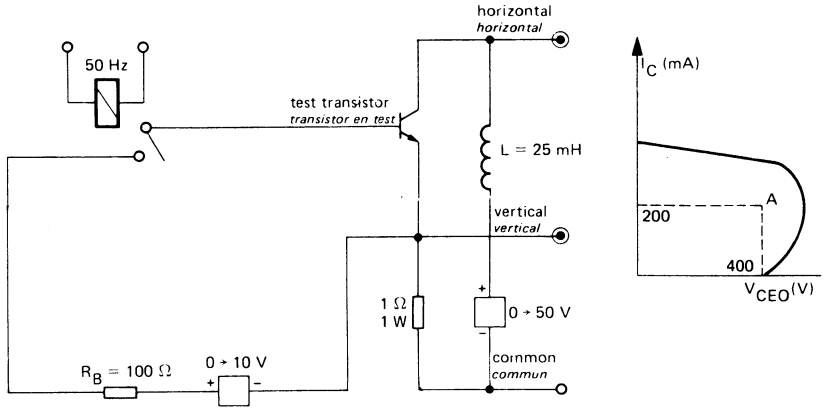 horizontal
horizontal
50 Hz
test transistor
transistor en test
L = 25 mH
vertical
vertical
+
1 Ω
1 W
0 → 50 V
−
common
commun
R_B = 100 Ω
0 → 10 V
+ −
I_C (mA)
A
200
400
V_CEO (V)